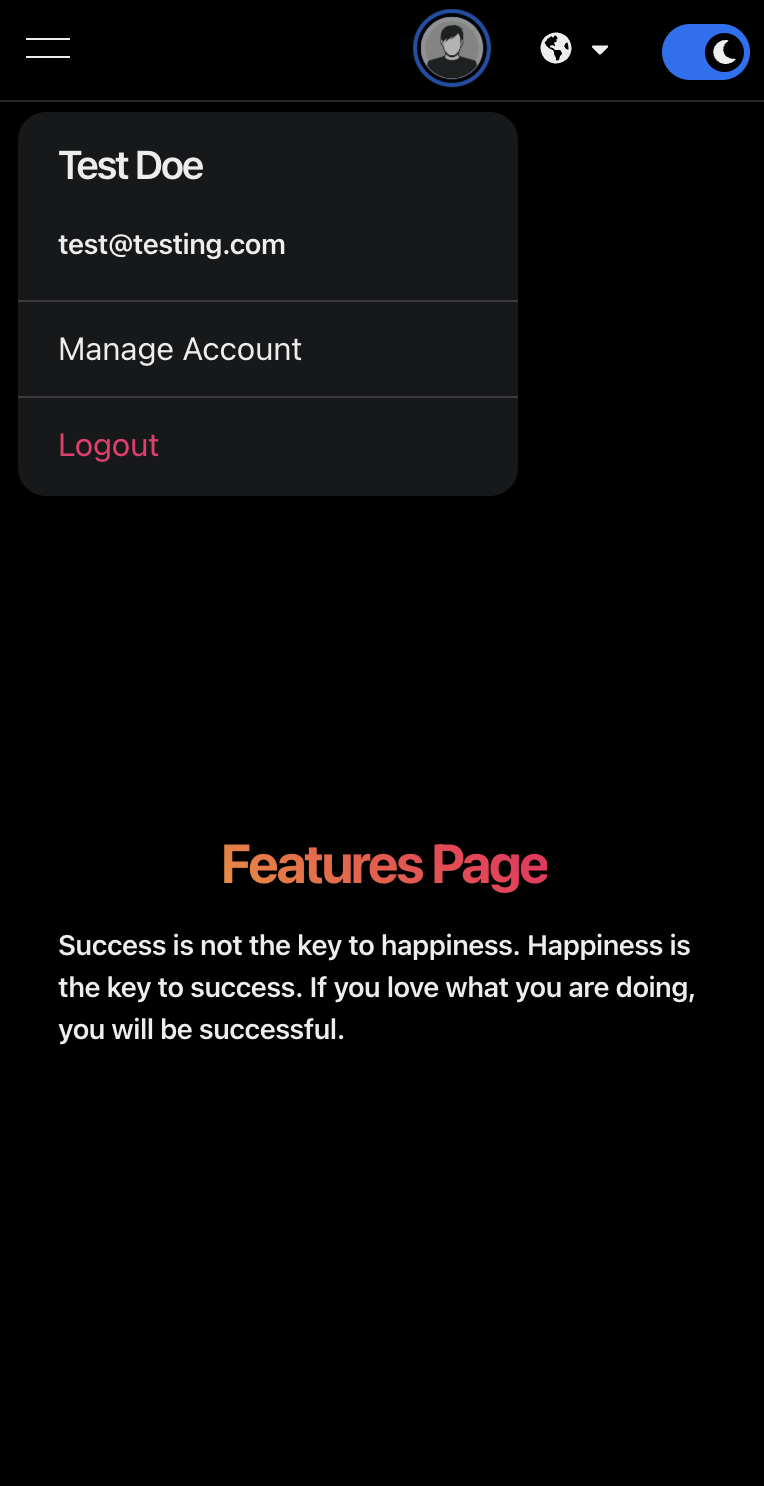 Test Doe
test@testing.com
Manage Account
Logout
Features Page
Success is not the key to happiness. Happiness is
the key to success. If you love what you are doing,
you will be successful.